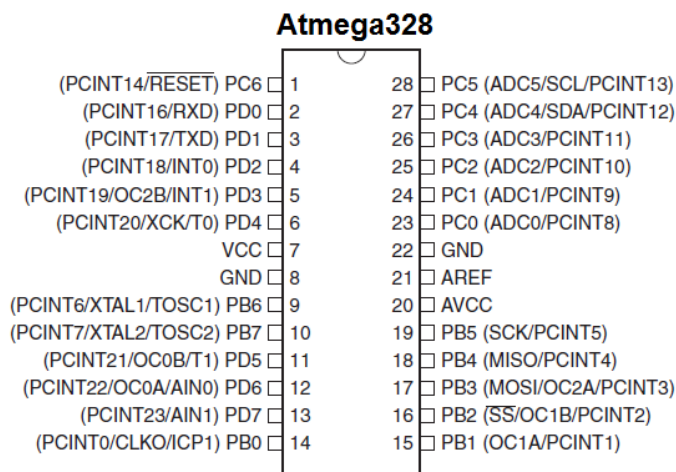 Atmega328
(PCINT14/RESET) PC6 1 28 PC5 (ADC5/SCL/PCINT13)
(PCINT16/RXD) PD0 2 27 PC4 (ADC4/SDA/PCINT12)
(PCINT17/TXD) PD1 3 26 PC3 (ADC3/PCINT11)
(PCINT18/INT0) PD2 4 25 PC2 (ADC2/PCINT10)
(PCINT19/OC2B/INT1) PD3 5 24 PC1 (ADC1/PCINT9)
(PCINT20/XCK/T0) PD4 6 23 PC0 (ADC0/PCINT8)
VCC 7 22 GND
GND 8 21 AREF
(PCINT6/XTAL1/TOSC1) PB6 9 20 AVCC
(PCINT7/XTAL2/TOSC2) PB7 10 19 PB5 (SCK/PCINT5)
(PCINT21/OC0B/T1) PD5 11 18 PB4 (MISO/PCINT4)
(PCINT22/OC0A/AIN0) PD6 12 17 PB3 (MOSI/OC2A/PCINT3)
(PCINT23/AIN1) PD7 13 16 PB2 (SS/OC1B/PCINT2)
(PCINT0/CLKO/ICP1) PB0 14 15 PB1 (OC1A/PCINT1)